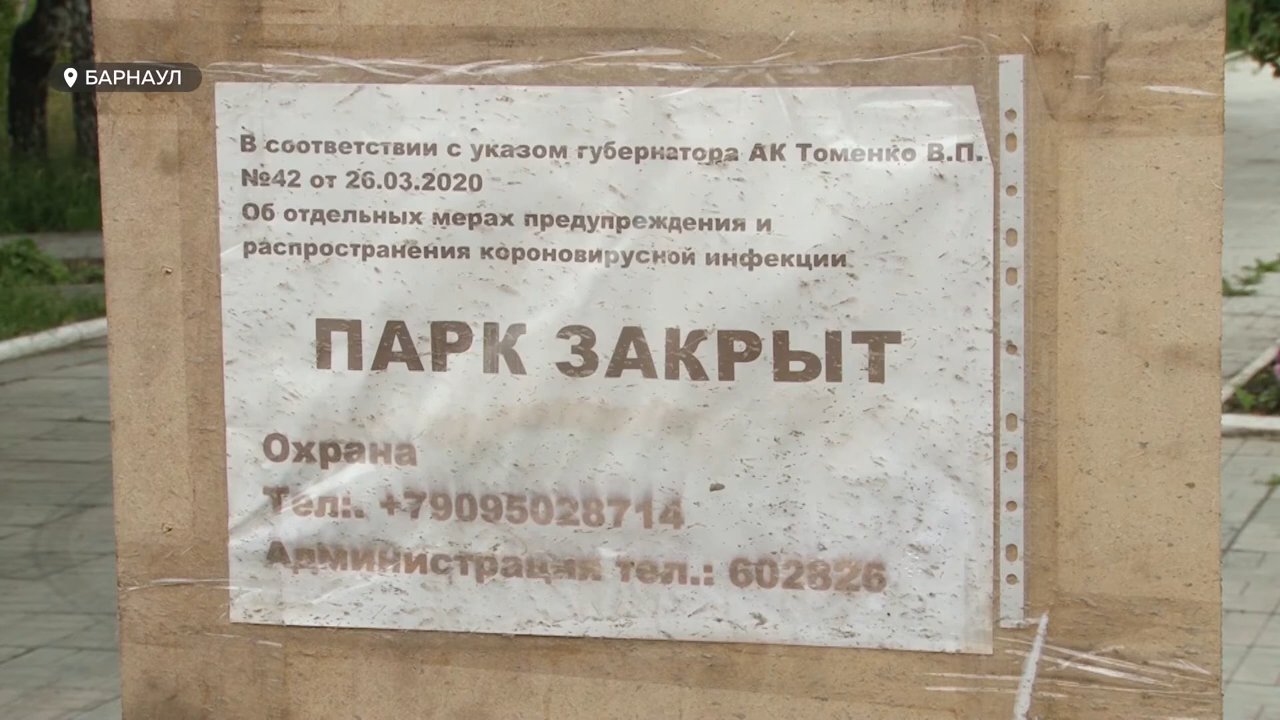 БАРНАУЛ
В соответствии с указом губернатора АК Томенко В.П.
№42 от 26.03.2020
Об отдельных мерах предупреждения и
распространения короновирусной инфекции
ПАРК ЗАКРЫТ
Охрана
Тел:. +79095028714
Администрация тел.: 602826